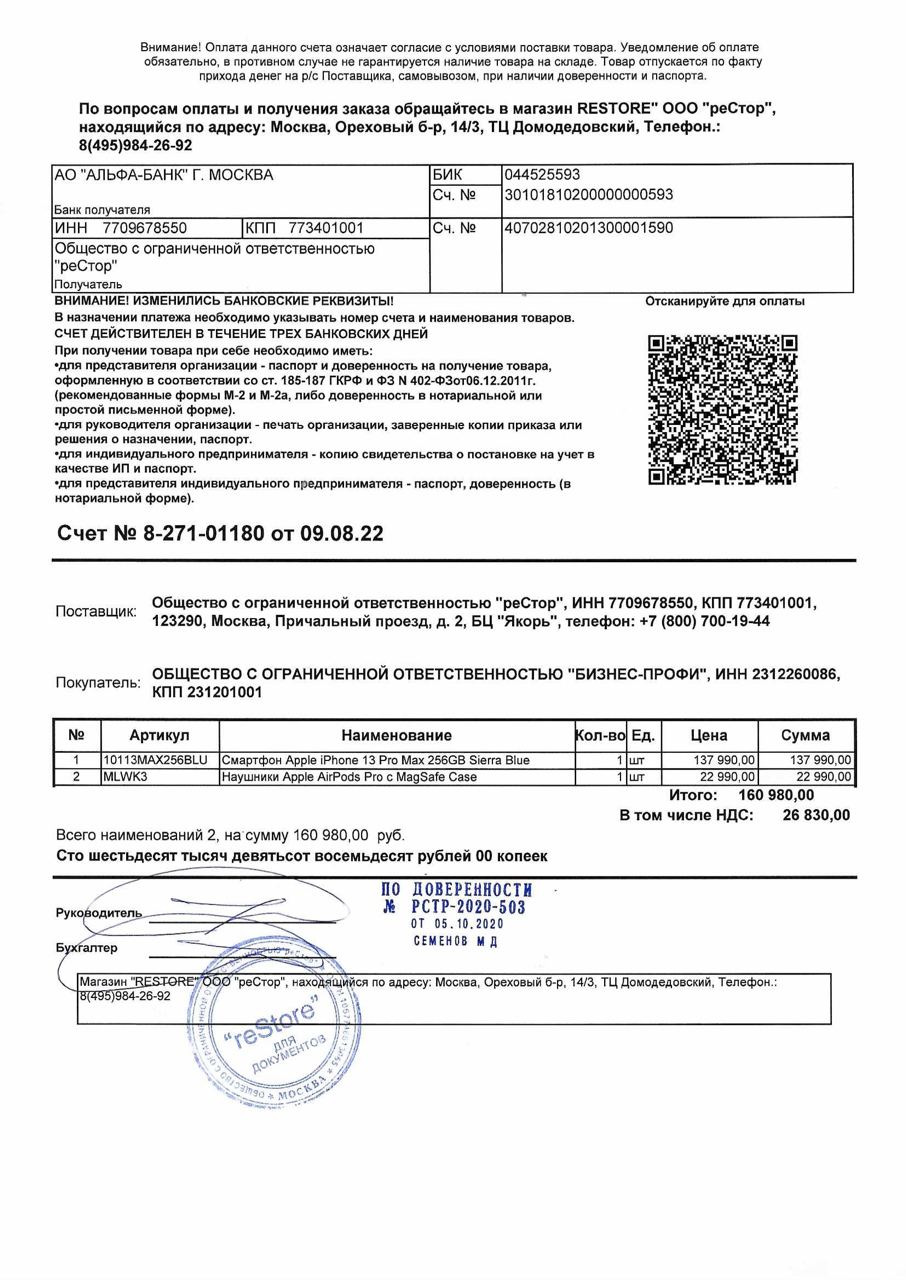 Внимание! Оплата данного счета означает согласие с условиями поставки товара. Уведомление об оплате
обязательно, в противном случае не гарантируется наличие товара на складе. Товар отпускается по факту
прихода денег на р/с Поставщика, самовывозом, при наличии доверенности и паспорта.
По вопросам оплаты и получения заказа обращайтесь в магазин RESTORE" ООО "реСтор",
находящийся по адресу: Москва, Ореховый б-р, 14/3, ТЦ Домодедовский, Телефон.:
8(495)984-26-92
АО "АЛЬФА-БАНК" Г. МОСКВА БИК 044525593
Сч. № 30101810200000000593
Банк получателя
ИНН 7709678550 КПП 773401001 Сч. № 40702810201300001590
Общество с ограниченной ответственностью
"реСтор"
Получатель
ВНИМАНИЕ! ИЗМЕНИЛИСЬ БАНКОВСКИЕ РЕКВИЗИТЫ!
Отсканируйте для оплаты
В назначении платежа необходимо указывать номер счета и наименования товаров.
СЧЕТ ДЕЙСТВИТЕЛЕН В ТЕЧЕНИЕ ТРЕХ БАНКОВСКИХ ДНЕЙ
При получении товара при себе необходимо иметь:
•для представителя организации - паспорт и доверенность на получение товара,
оформленную в соответствии со ст. 185-187 ГКРФ и ФЗ N 402-ФЗот06.12.2011г.
(рекомендованные формы М-2 и М-2а, либо доверенность в нотариальной или
простой письменной форме).
•для руководителя организации - печать организации, заверенные копии приказа или
решения о назначении, паспорт.
•для индивидуального предпринимателя - копию свидетельства о постановке на учет в
качестве ИП и паспорт.
•для представителя индивидуального предпринимателя - паспорт, доверенность (в
нотариальной форме).
Счет № 8-271-01180 от 09.08.22
Поставщик: Общество с ограниченной ответственностью "реСтор", ИНН 7709678550, КПП 773401001,
123290, Москва, Причальный проезд, д. 2, БЦ "Якорь", телефон: +7 (800) 700-19-44
Покупатель: ОБЩЕСТВО С ОГРАНИЧЕННОЙ ОТВЕТСТВЕННОСТЬЮ "БИЗНЕС-ПРОФИ", ИНН 2312260086,
КПП 231201001
№ Артикул Наименование Кол-во Ед. Цена Сумма
1 10113MAX256BLU Смартфон Apple iPhone 13 Pro Max 256GB Sierra Blue 1 шт 137 990,00 137 990,00
2 MLWK3 Наушники Apple AirPods Pro с MagSafe Case 1 шт 22 990,00 22 990,00
Итого: 160 980,00
В том числе НДС: 26 830,00
Всего наименований 2, на сумму 160 980,00 руб.
Сто шестьдесят тысяч девятьсот восемьдесят рублей 00 копеек
ПО ДОВЕРЕННОСТИ
№ РСТР-2020-503
ОТ 05.10.2020
СЕМЕНОВ М Д
Руководитель
Бухгалтер
Магазин "RESTORE" ООО "реСтор", находящийся по адресу: Москва, Ореховый б-р, 14/3, ТЦ Домодедовский, Телефон.:
8(495)984-26-92
"reStore"
ДЛЯ
ДОКУМЕНТОВ
* МОСКВА *